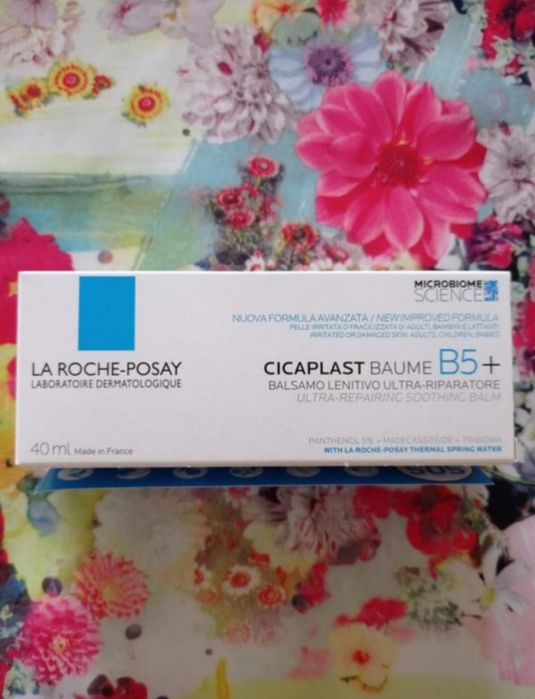 MICROBIOME
SCIENCE
NUOVA FORMULA AVANZATA / NEW IMPROVED FORMULA
PELLE IRRITATA O FRAGILIZZATA DI ADULTI, BAMBINI E LATTANTI
IRRITATED OR DAMAGED SKIN. ADULTS, CHILDREN, BABIES
LA ROCHE-POSAY
LABORATOIRE DERMATOLOGIQUE
CICAPLAST BAUME B5+
BALSAMO LENITIVO ULTRA-RIPARATORE
ULTRA-REPAIRING SOOTHING BALM
40 ml Made in France
PANTHENOL 5% + MADECASSOSIDE + TRIBIOMA
WITH LA ROCHE-POSAY THERMAL SPRING WATER
SOS